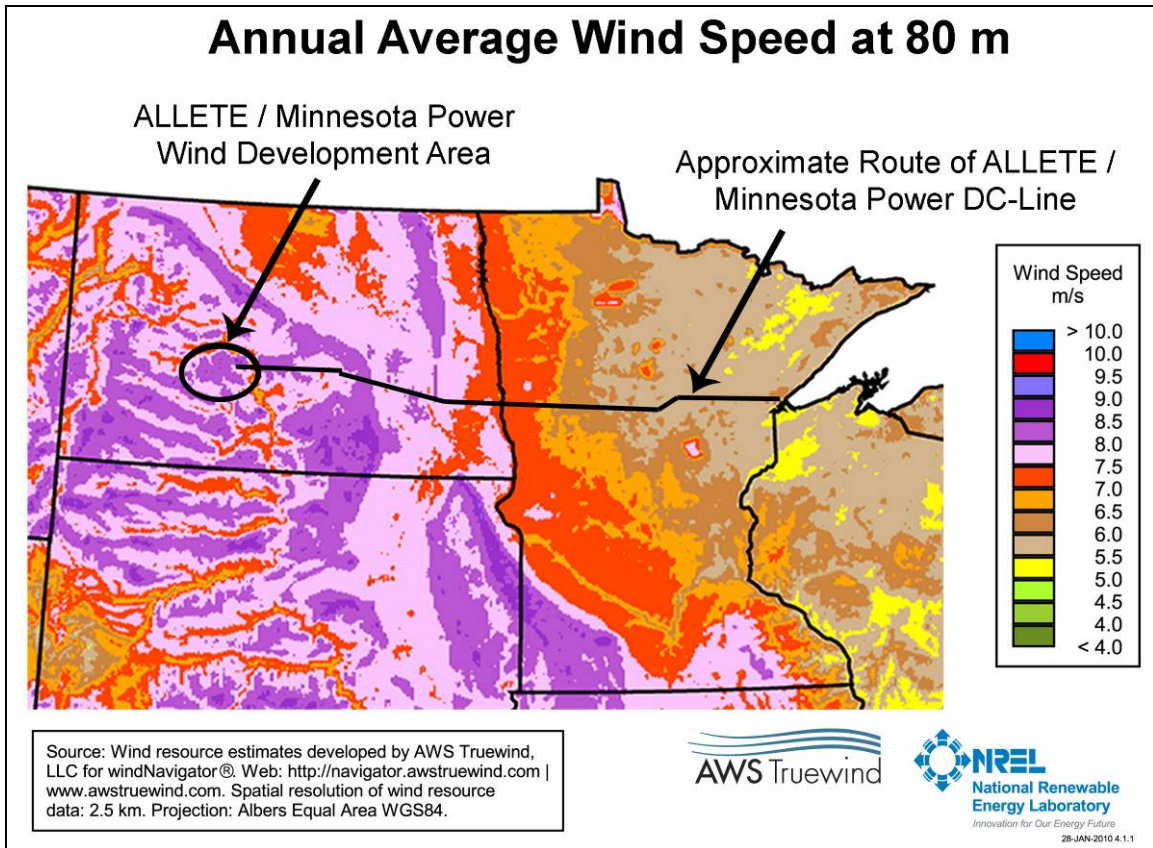 Annual Average Wind Speed at 80 m
ALLETE / Minnesota Power
Wind Development Area
Approximate Route of ALLETE /
Minnesota Power DC-Line
Wind Speed
m/s
> 10.0
10.0
9.5
9.0
8.5
8.0
7.5
7.0
6.5
6.0
5.5
5.0
4.5
4.0
< 4.0
Source: Wind resource estimates developed by AWS Truewind,
LLC for windNavigator®. Web: http://navigator.awstruewind.com |
www.awstruewind.com. Spatial resolution of wind resource
data: 2.5 km. Projection: Albers Equal Area WGS84.
AWS Truewind
NREL
National Renewable
Energy Laboratory
Innovation for Our Energy Future
28-JAN-2010 4.1.1